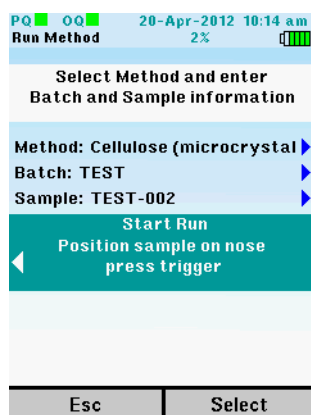 PQ OQ 20-Apr-2012 10:14 am
Run Method 2%
Select Method and enter
Batch and Sample information
Method: Cellulose (microcrystal
Batch: TEST
Sample: TEST-002
Start Run
Position sample on nose
press trigger
Esc Select